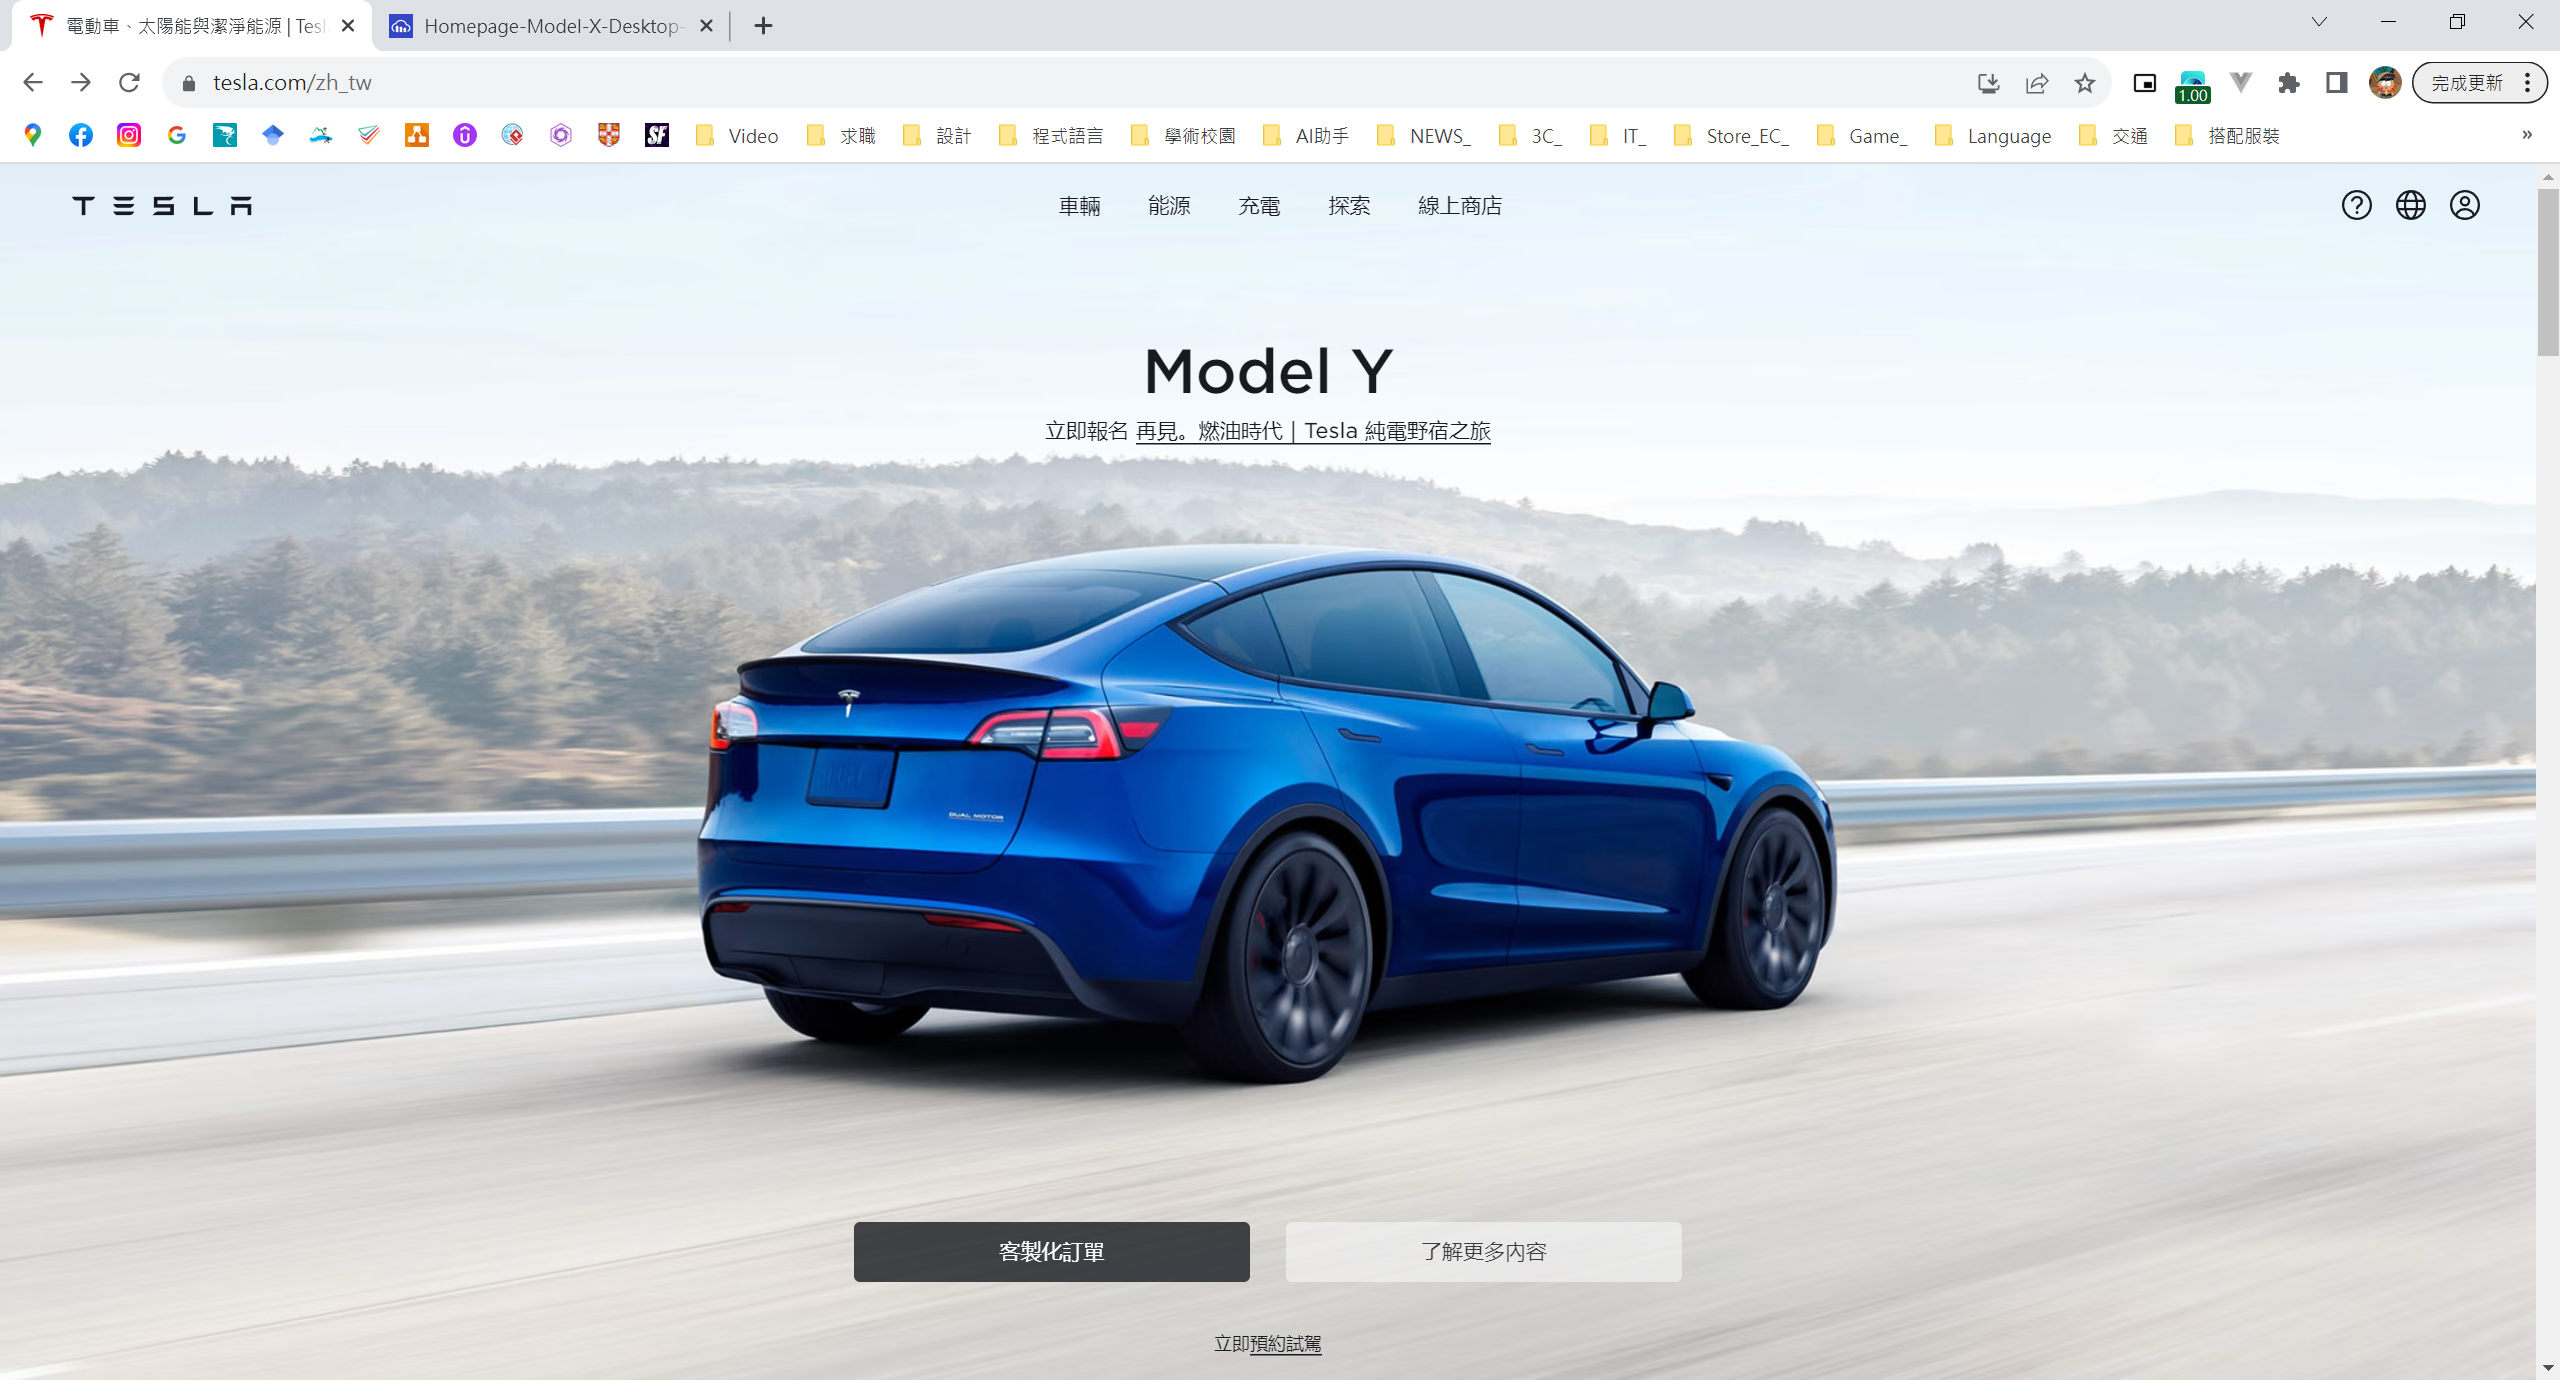 電動車、太陽能與潔淨能源 | Tesl
Homepage-Model-X-Desktop-
tesla.com/zh_tw
1.00
完成更新
Video
求職
設計
程式語言
學術校園
AI助手
NEWS_
3C_
IT_
Store_EC_
Game_
Language
交通
搭配服裝
TESLA
車輛
能源
充電
探索
線上商店
Model Y
立即報名 再見。燃油時代｜Tesla 純電野宿之旅
MODEL Y
DUAL MOTOR
客製化訂單
了解更多內容
立即預約試駕